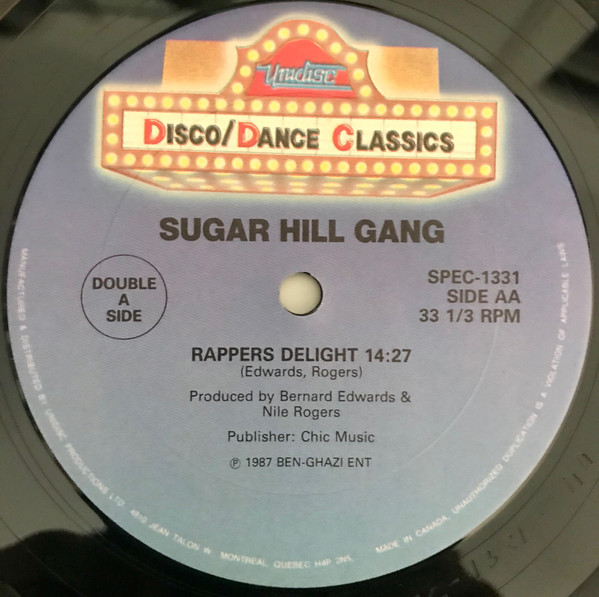 Unidisc
DISCO/DANCE CLASSICS
SUGAR HILL GANG
DOUBLE
A
SIDE
SPEC-1331
SIDE AA
33 1/3 RPM
RAPPERS DELIGHT 14:27
(Edwards, Rogers)
Produced by Bernard Edwards &
Nile Rogers
Publisher: Chic Music
℗ 1987 BEN-GHAZI ENT
MANUFACTURED & DISTRIBUTED BY UNIDISC PRODUCTIONS LTD. 4810 JEAN TALON W. MONTREAL QUEBEC H4P 2N5. MADE IN CANADA. UNAUTHORIZED DUPLICATION IS A VIOLATION OF APPLICABLE LAWS